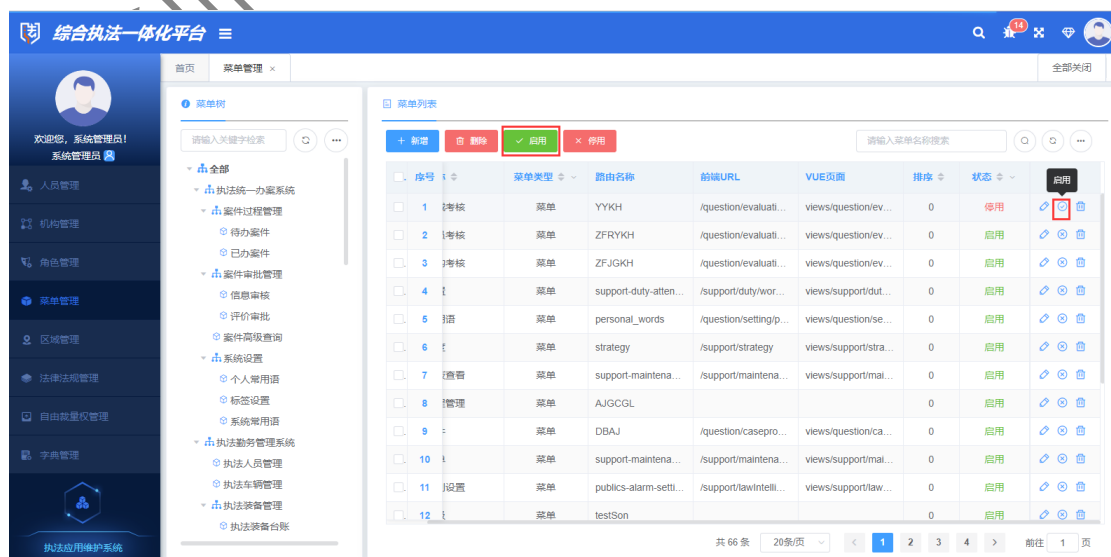 综合执法一体化平台
14
首页 菜单管理 × 全部关闭
欢迎您，系统管理员!
系统管理员
人员管理
机构管理
角色管理
菜单管理
区域管理
法律法规管理
自由裁量权管理
字典管理
执法应用维护系统
菜单树
请输入关键字检索
全部
执法统一办案系统
案件过程管理
待办案件
已办案件
案件审批管理
信息审核
评价审批
案件高级查询
系统设置
个人常用语
标签设置
系统常用语
执法勤务管理系统
执法人员管理
执法车辆管理
执法装备管理
执法装备台账
菜单列表
+ 新增 删除 启用 × 停用 请输入菜单名称搜索
启用
序号 菜单类型 路由名称 前端URL VUE页面 排序 状态
1 考核 菜单 YYKH /question/evaluati... views/question/ev... 0 停用
2 考核 菜单 ZFRYKH /question/evaluati... views/question/ev... 0 启用
3 考核 菜单 ZFJGKH /question/evaluati... views/question/ev... 0 启用
4 菜单 support-duty-atten... /support/duty/wor... views/support/dut... 0 启用
5 语 菜单 personal_words /question/setting/p... views/question/se... 0 启用
6 菜单 strategy /support/strategy views/support/stra... 0 启用
7 查看 菜单 support-maintena... /support/maintena... views/support/mai... 0 启用
8 管理 菜单 AJGCGL 0 启用
9 菜单 DBAJ /question/casepro... views/question/ca... 0 启用
10 菜单 support-maintena... /support/maintena... views/support/mai... 0 启用
11 设置 菜单 publics-alarm-setti... /support/lawIntelli... views/support/law... 0 启用
12 菜单 testSon 0 启用
共 66 条 20条/页 < 1 2 3 4 > 前往 1 页